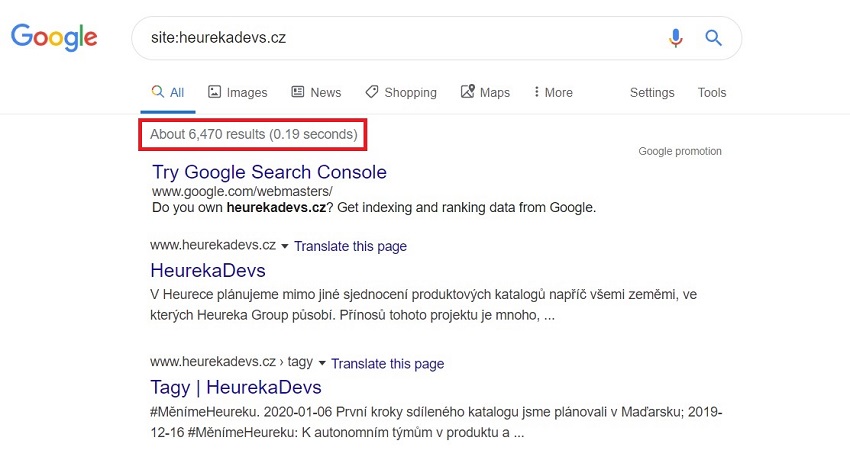 Google
site:heurekadevs.cz
All Images News Shopping Maps More Settings Tools
About 6,470 results (0.19 seconds)
Google promotion
Try Google Search Console
www.google.com/webmasters/
Do you own heurekadevs.cz? Get indexing and ranking data from Google.
www.heurekadevs.cz Translate this page
HeurekaDevs
V Heurece plánujeme mimo jiné sjednocení produktových katalogů napříč všemi zeměmi, ve
kterých Heureka Group působí. Přínosů tohoto projektu je mnoho, ...
www.heurekadevs.cz › tagy Translate this page
Tagy | HeurekaDevs
#MěnímeHeureku. 2020-01-06 První kroky sdíleného katalogu jsme plánovali v Maďarsku; 2019-
12-16 #MěnímeHeureku: K autonomním týmům v produktu a ...